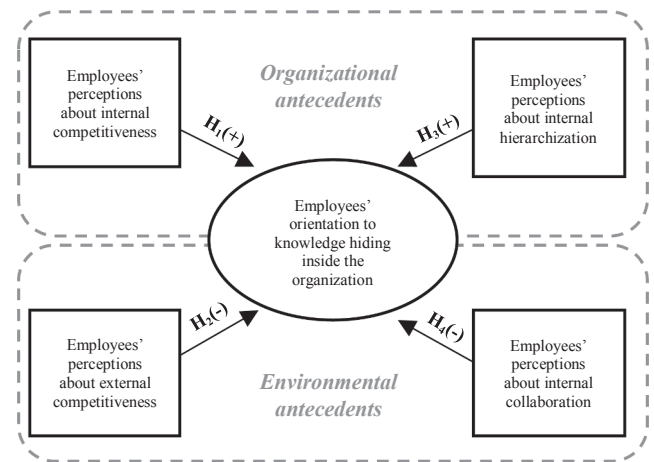 Employees'
perceptions
about internal
competitiveness
Organizational
antecedents
Employees'
perceptions
about internal
hierarchization
H₁(+)
H₃(+)
Employees'
orientation to
knowledge hiding
inside the
organization
H₂(-)
H₄(-)
Employees'
perceptions
about external
competitiveness
Environmental
antecedents
Employees'
perceptions
about internal
collaboration